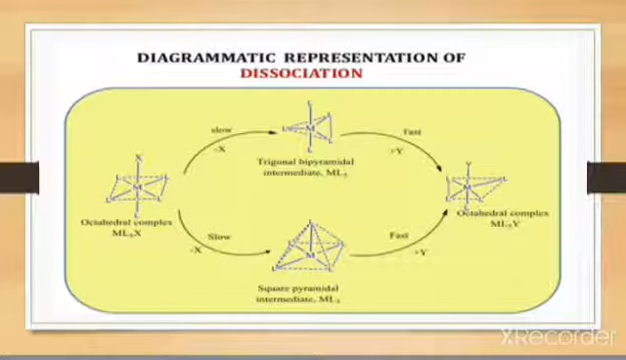 DIAGRAMMATIC REPRESENTATION OF
DISSOCIATION
slow
-X
Trigonal bipyramidal
intermediate, ML₅
fast
+Y
X
M
L
Octahedral complex
ML₅X
Y
M
L
Octahedral complex
ML₅Y
Slow
-X
L
M
Square pyramidal
intermediate, ML₅
Fast
+Y
XRecorder